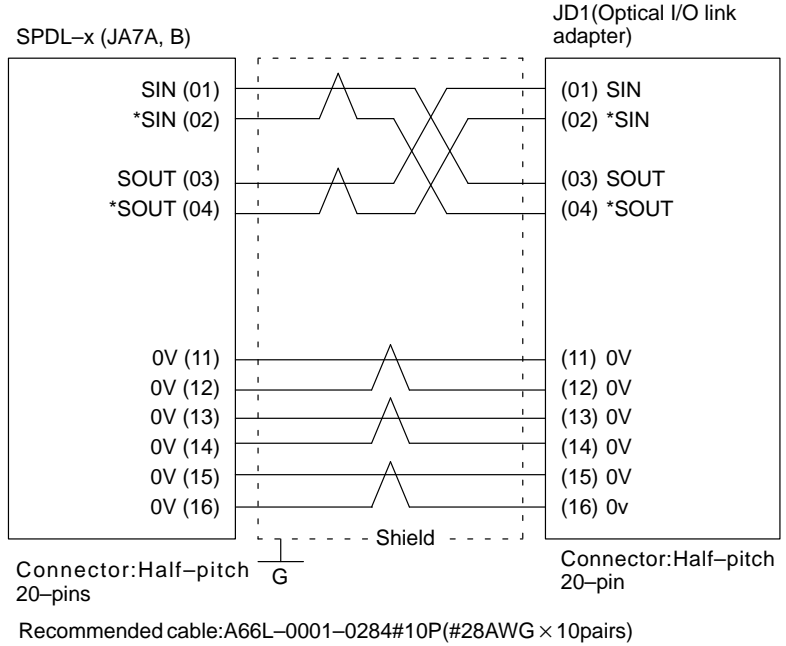 JD1(Optical I/O link
adapter)
SPDL–x (JA7A, B)
SIN (01)
(01) SIN
*SIN (02)
(02) *SIN
SOUT (03)
(03) SOUT
*SOUT (04)
(04) *SOUT
0V (11)
(11) 0V
0V (12)
(12) 0V
0V (13)
(13) 0V
0V (14)
(14) 0V
0V (15)
(15) 0V
0V (16)
(16) 0v
Shield
G
Connector:Half–pitch
20–pins
Connector:Half–pitch
20–pin
Recommended cable:A66L–0001–0284#10P(#28AWG × 10pairs)